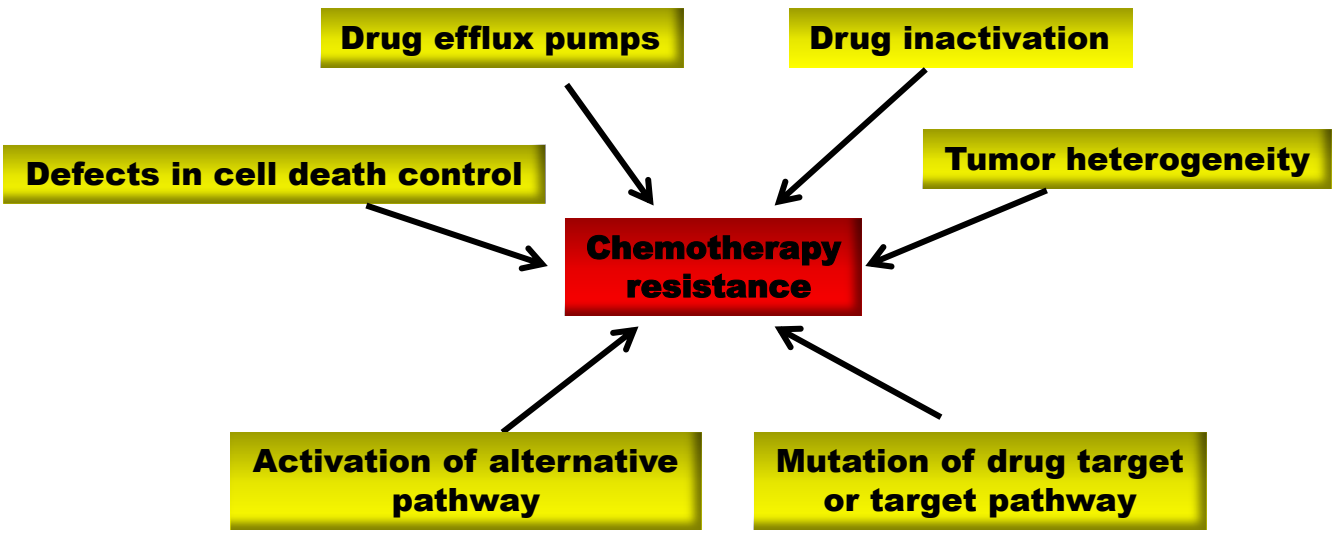 Drug efflux pumps
Drug inactivation
Defects in cell death control
Tumor heterogeneity
Chemotherapy
resistance
Activation of alternative
pathway
Mutation of drug target
or target pathway